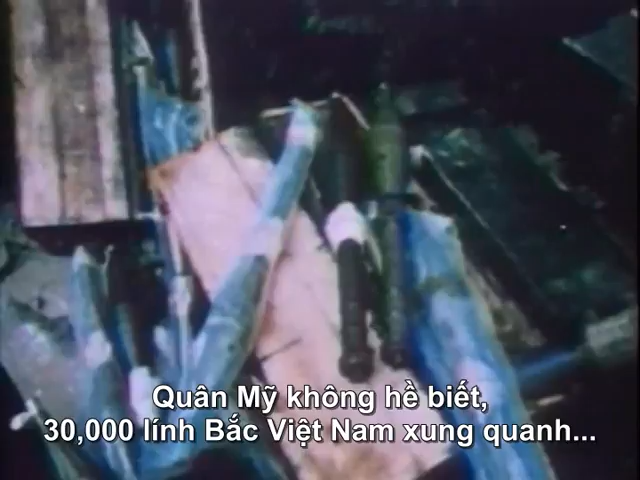 Quân Mỹ không hề biết,
30,000 lính Bắc Việt Nam xung quanh...